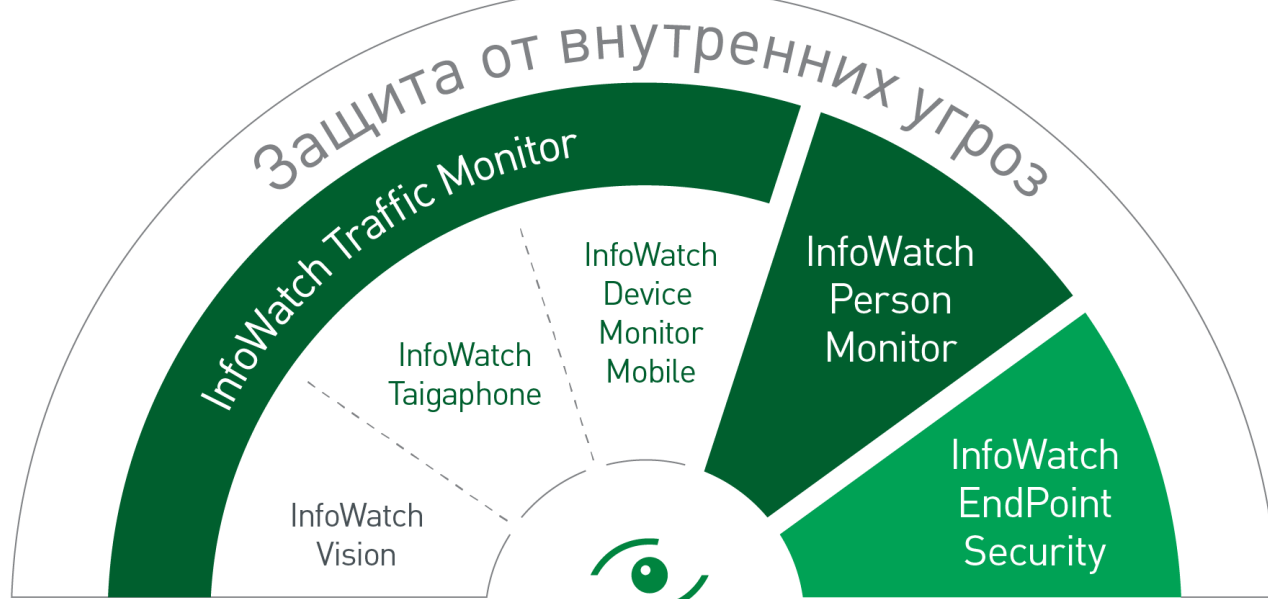 Защита от внутренних угроз
InfoWatch Traffic Monitor
InfoWatch
Vision
InfoWatch
Taigaphone
InfoWatch
Device
Monitor
Mobile
InfoWatch
Person
Monitor
InfoWatch
EndPoint
Security